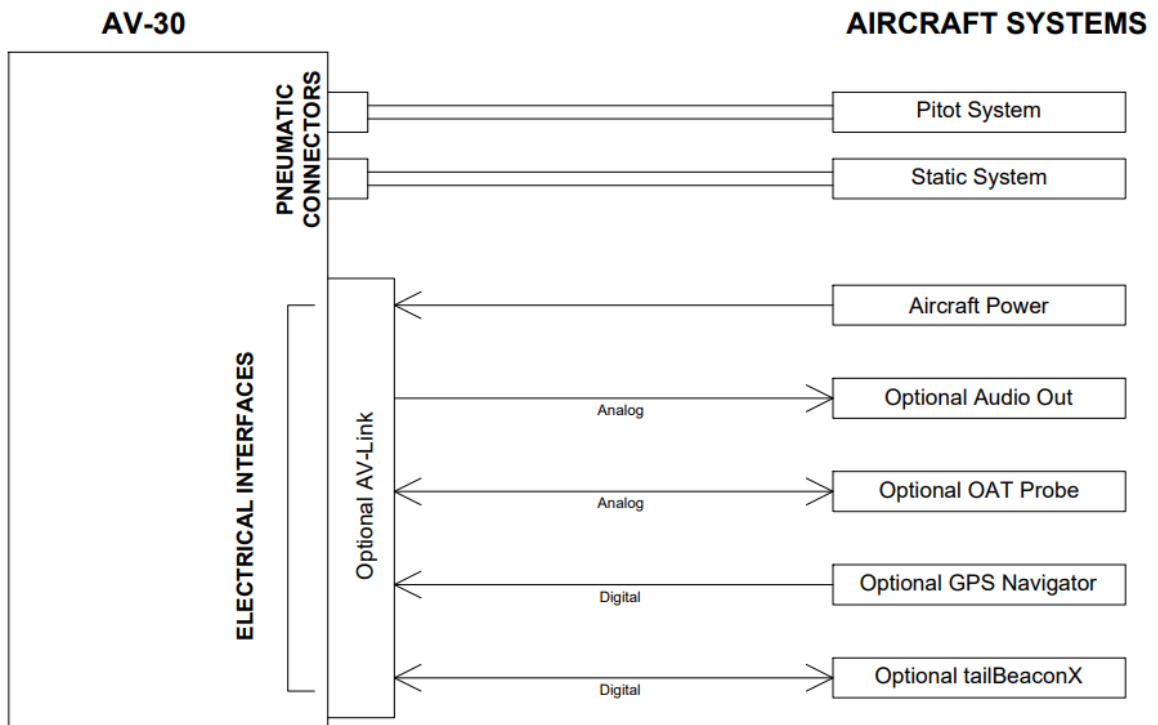 AV-30
AIRCRAFT SYSTEMS
PNEUMATIC
CONNECTORS
Pitot System
Static System
ELECTRICAL INTERFACES
Optional AV-Link
Aircraft Power
Analog
Optional Audio Out
Analog
Optional OAT Probe
Digital
Optional GPS Navigator
Digital
Optional tailBeaconX